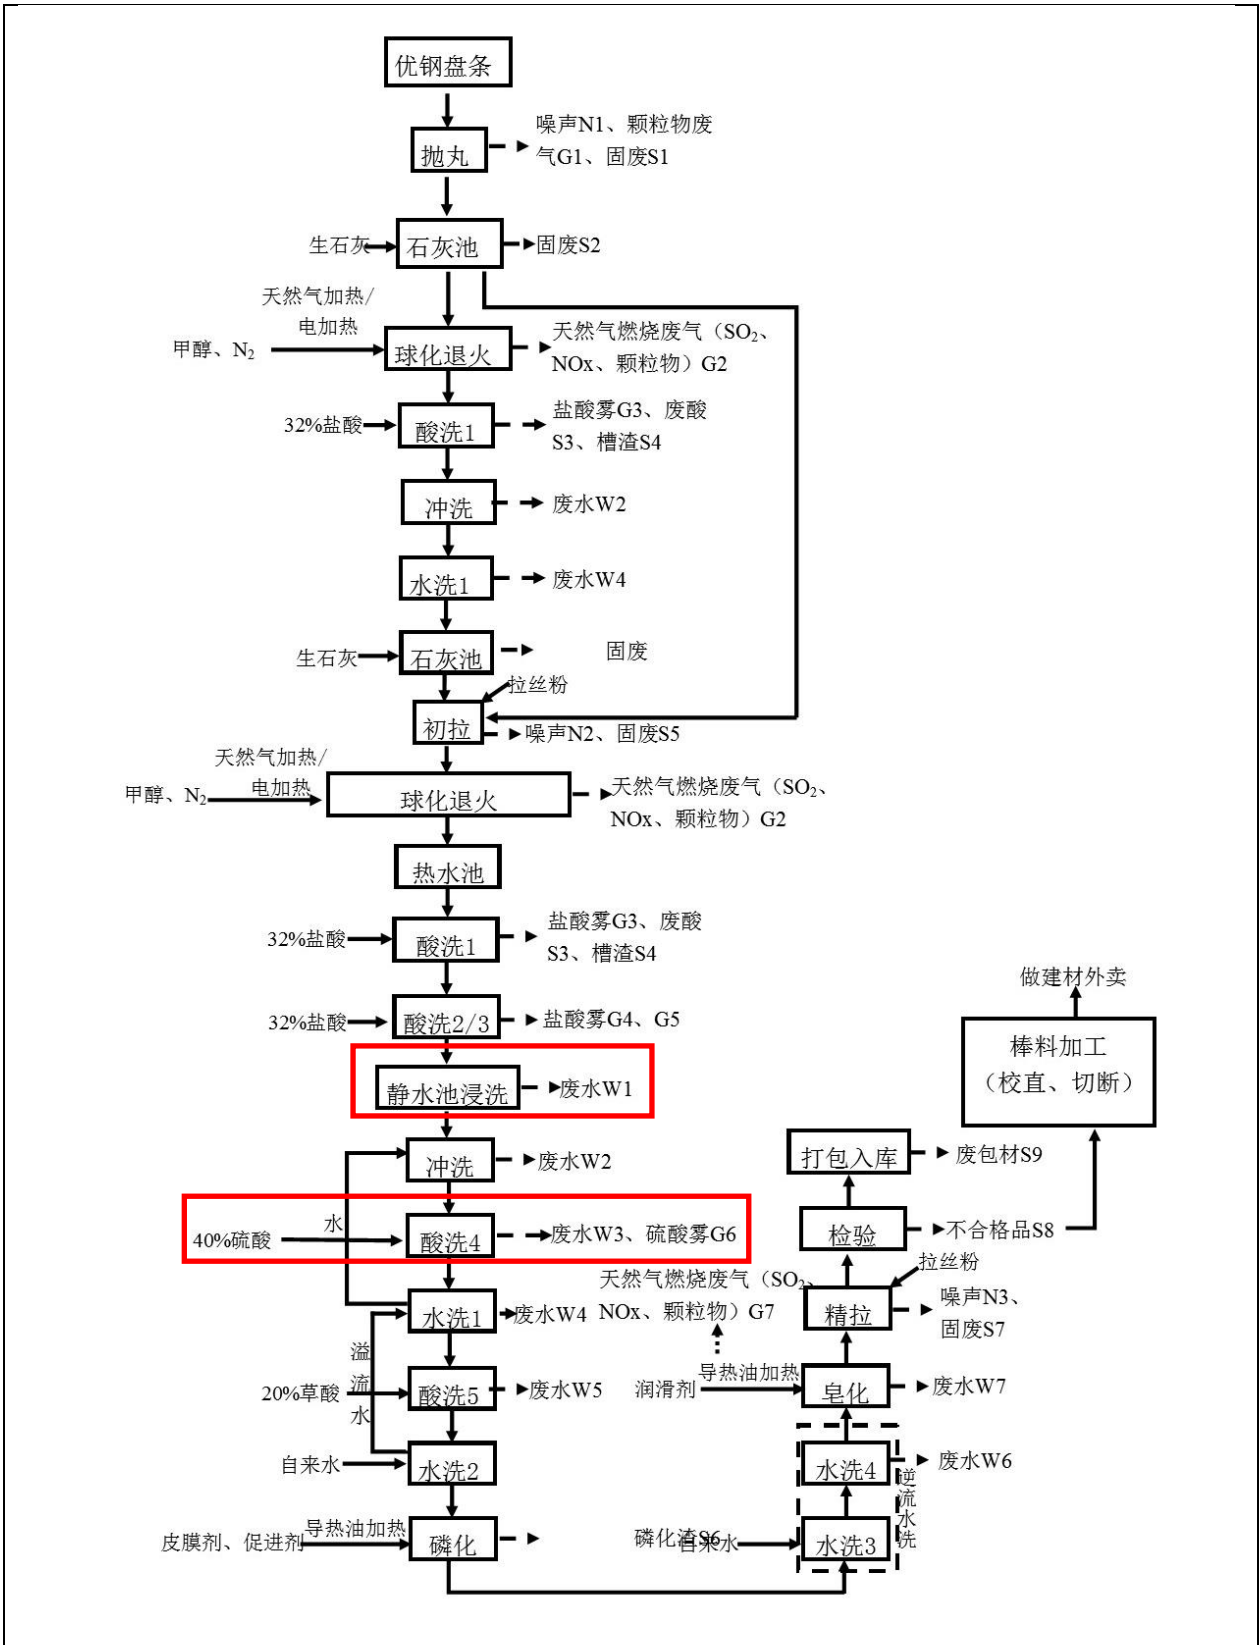 优钢盘条
抛丸
噪声N1、颗粒物废
气G1、固废S1
生石灰
石灰池
固废S2
天然气加热/
电加热
甲醇、N₂
球化退火
天然气燃烧废气（SO₂、
NOx、颗粒物）G2
32%盐酸
酸洗1
盐酸雾G3、废酸
S3、槽渣S4
冲洗
废水W2
水洗1
废水W4
生石灰
石灰池
固废
拉丝粉
初拉
噪声N2、固废S5
天然气加热/
电加热
甲醇、N₂
球化退火
天然气燃烧废气（SO₂、
NOx、颗粒物）G2
热水池
32%盐酸
酸洗1
盐酸雾G3、废酸
S3、槽渣S4
32%盐酸
酸洗2/3
盐酸雾G4、G5
静水池浸洗
废水W1
冲洗
废水W2
水
40%硫酸
酸洗4
废水W3、硫酸雾G6
水洗1
废水W4
溢流水
20%草酸
酸洗5
废水W5
自来水
水洗2
皮膜剂、促进剂
导热油加热
磷化
磷化渣S6
自来水
水洗3
逆流水洗
水洗4
废水W6
润滑剂
导热油加热
皂化
废水W7
天然气燃烧废气（SO₂、
NOx、颗粒物）G7
精拉
拉丝粉
噪声N3、
固废S7
检验
不合格品S8
打包入库
废包材S9
棒料加工
（校直、切断）
做建材外卖